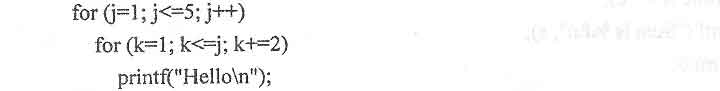 for (j=1; j<=5; j++)
for (k=1; k<=j; k+=2)
printf("Hello\n");